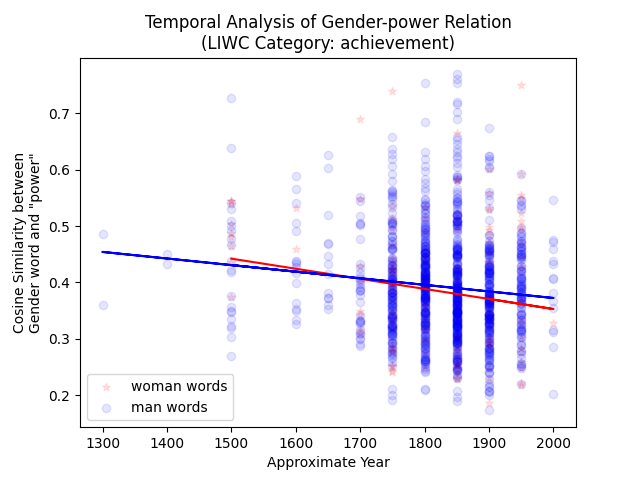 Temporal Analysis of Gender-power Relation
(LIWC Category: achievement)
Cosine Similarity between
Gender word and "power"
0.7
0.6
0.5
0.4
0.3
0.2
woman words
man words
1300 1400 1500 1600 1700 1800 1900 2000
Approximate Year